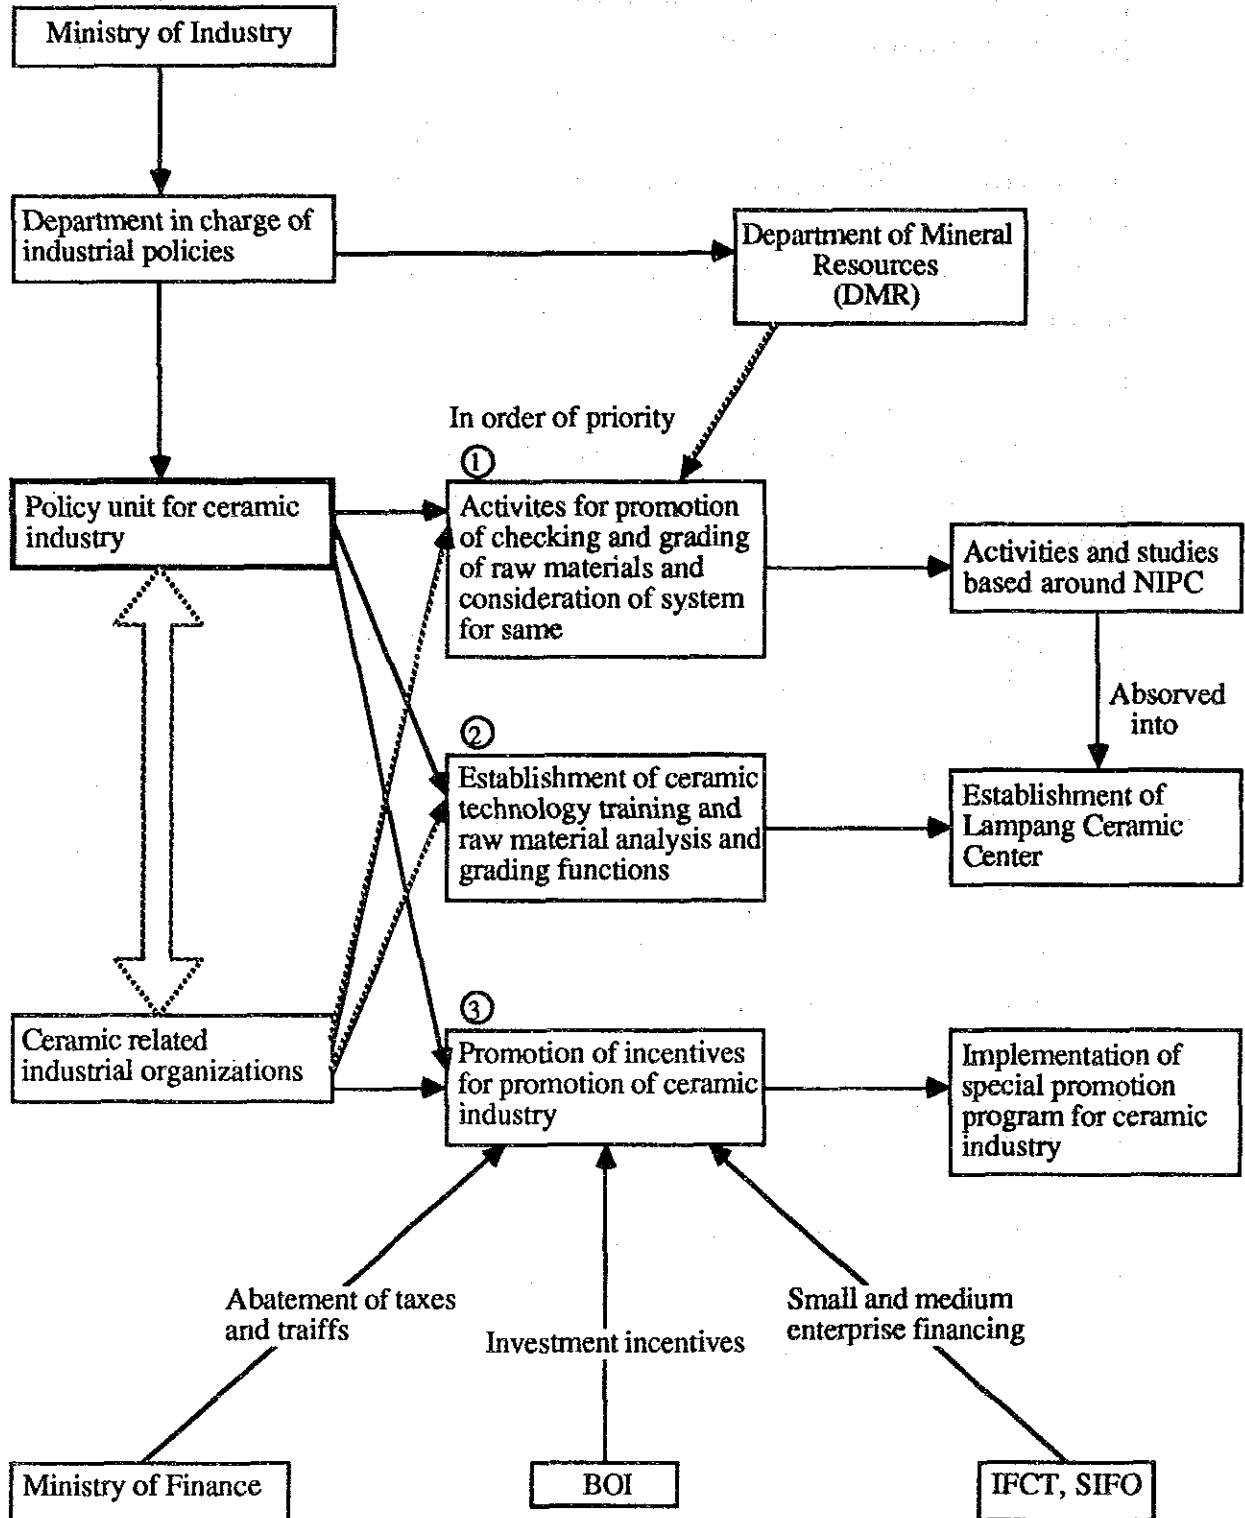 Ministry of Industry
Department in charge of
industrial policies
Department of Mineral
Resources
(DMR)
In order of priority
Policy unit for ceramic
industry
①
Activites for promotion
of checking and grading
of raw materials and
consideration of system
for same
Activities and studies
based around NIPC
Absorved
into
②
Establishment of ceramic
technology training and
raw material analysis and
grading functions
Establishment of
Lampang Ceramic
Center
Ceramic related
industrial organizations
③
Promotion of incentives
for promotion of ceramic
industry
Implementation of
special promotion
program for ceramic
industry
Abatement of taxes
and traiffs
Investment incentives
Small and medium
enterprise financing
Ministry of Finance
BOI
IFCT, SIFO